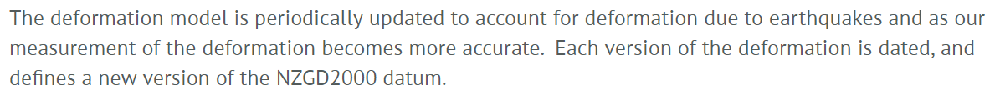 The deformation model is periodically updated to account for deformation due to earthquakes and as our
measurement of the deformation becomes more accurate.  Each version of the deformation is dated, and
defines a new version of the NZGD2000 datum.